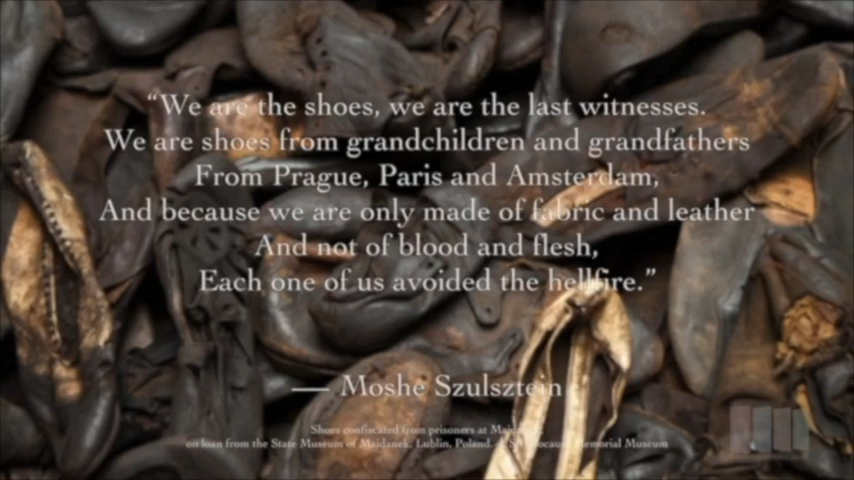 “We are the shoes, we are the last witnesses.
We are shoes from grandchildren and grandfathers
From Prague, Paris and Amsterdam,
And because we are only made of fabric and leather
And not of blood and flesh,
Each one of us avoided the hellfire.”
— Moshe Szulsztein
Shoes confiscated from prisoners at
on loan from the State Museum of Majdanek, Lublin, Poland. Memorial Museum